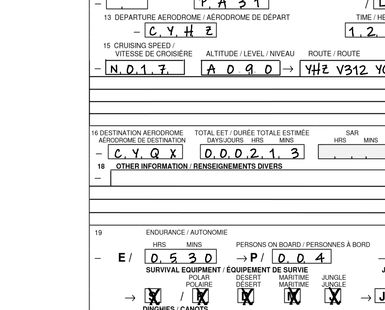 P A 3 1
13 DEPARTURE AERODROME / AÉRODROME DE DÉPART TIME / HE
– C Y H Z 1 2
15 CRUISING SPEED / VITESSE DE CROISIÈRE ALTITUDE / LEVEL / NIVEAU ROUTE / ROUTE
– N 0 1 7 A 0 9 0 → YHZ V312 YQ
16 DESTINATION AERODROME TOTAL EET / DURÉE TOTALE ESTIMÉE SAR
AÉRODROME DE DESTINATION DAYS/JOURS HRS MINS HRS MINS
– C Y Q X 0 0 0 2 1 3
18 OTHER INFORMATION / RENSEIGNEMENTS DIVERS
–
19 ENDURANCE / AUTONOMIE
HRS MINS PERSONS ON BOARD / PERSONNES À BORD
– E / 0 5 3 0 → P / 0 0 4
SURVIVAL EQUIPMENT / ÉQUIPEMENT DE SURVIE
POLAR DESERT MARITIME JUNGLE
POLAIRE DÉSERT MARITIME JUNGLE
→ / → J
DINGHIES / CANOTS